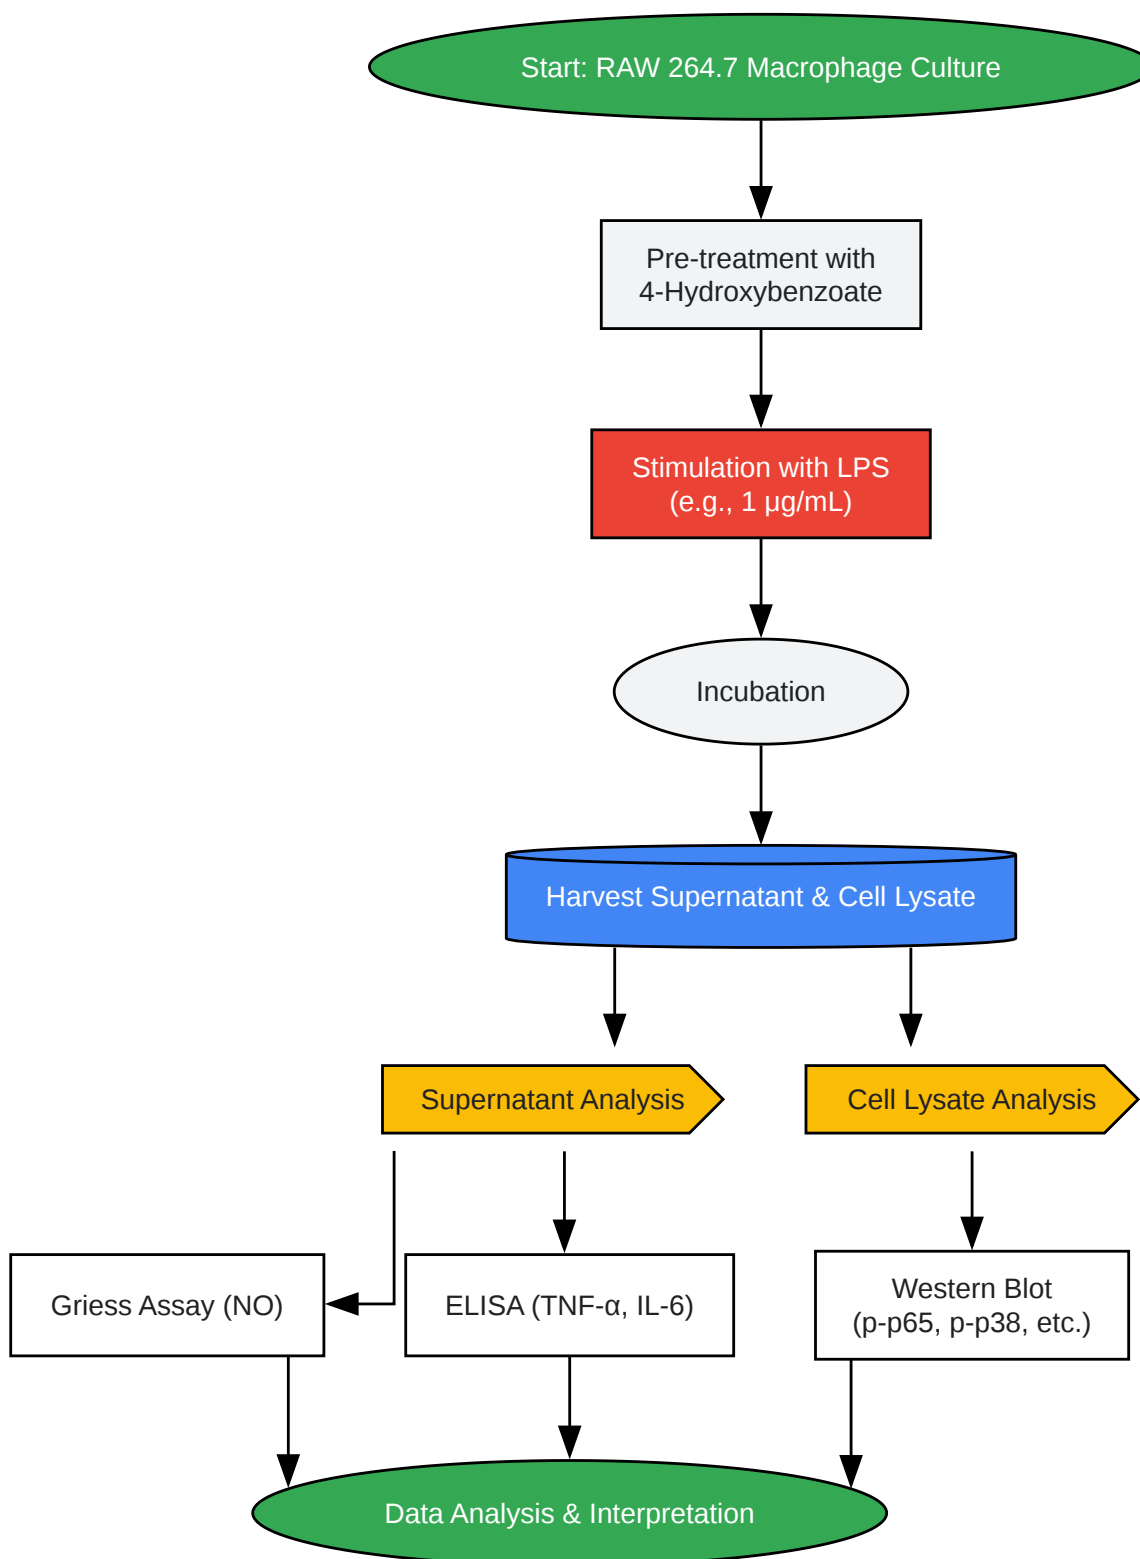 Start: RAW 264.7 Macrophage Culture
Pre-treatment with
4-Hydroxybenzoate
Stimulation with LPS
(e.g., 1 μg/mL)
Incubation
Harvest Supernatant & Cell Lysate
Supernatant Analysis
Cell Lysate Analysis
Griess Assay (NO)
ELISA (TNF-α, IL-6)
Western Blot
(p-p65, p-p38, etc.)
Data Analysis & Interpretation